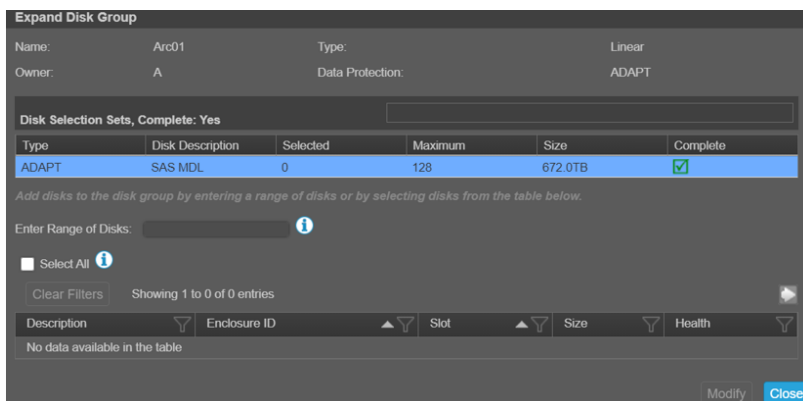 Expand Disk Group
Name: Arc01 Type: Linear
Owner: A Data Protection: ADAPT
Disk Selection Sets, Complete: Yes
Type Disk Description Selected Maximum Size Complete
ADAPT SAS MDL 0 128 672.0TB
Add disks to the disk group by entering a range of disks or by selecting disks from the table below.
Enter Range of Disks:
Select All
Clear Filters Showing 1 to 0 of 0 entries
Description Enclosure ID Slot Size Health
No data available in the table
Modify Close